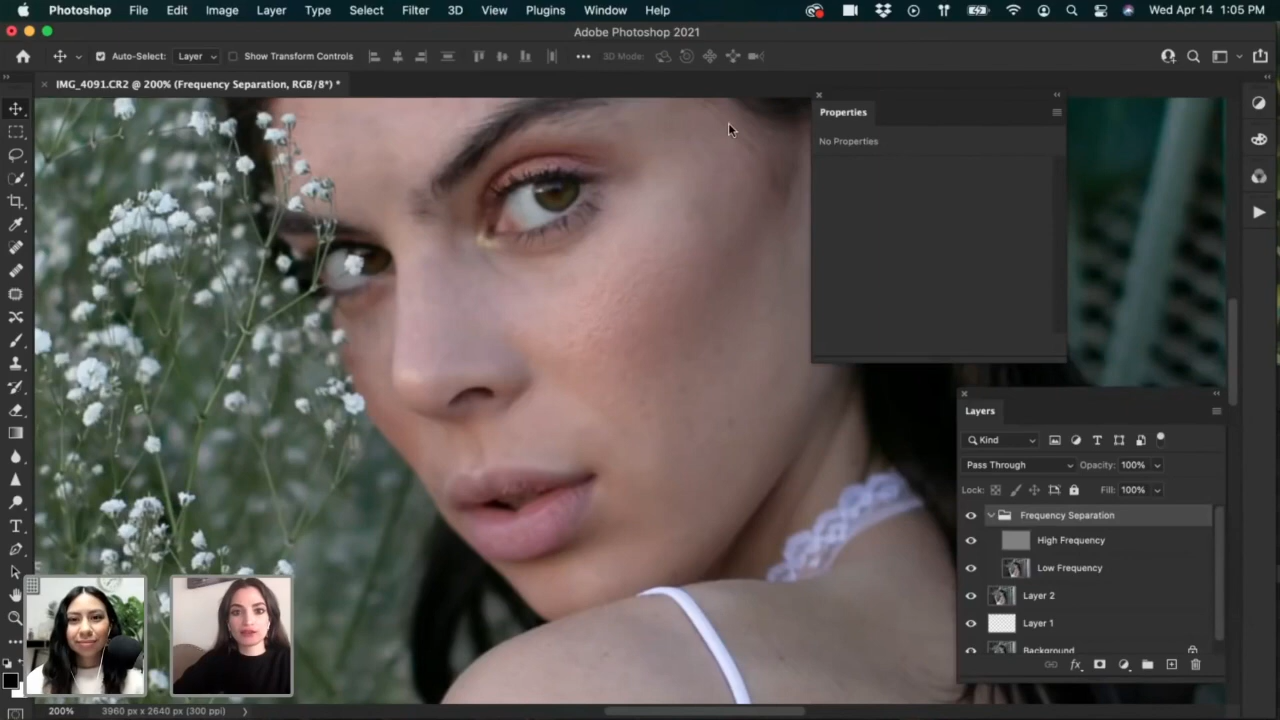 Photoshop File Edit Image Layer Type Select Filter 3D View Plugins Window Help Wed Apr 14 1:05 PM
Adobe Photoshop 2021
Auto-Select: Layer Show Transform Controls 3D Mode:
IMG_4091.CR2 @ 200% (Frequency Separation, RGB/8*) *
Properties
No Properties
Layers
Kind
Pass Through Opacity: 100%
Lock: Fill: 100%
Frequency Separation
High Frequency
Low Frequency
Layer 2
Layer 1
Background
fx
200% 3960 px x 2640 px (300 ppi)